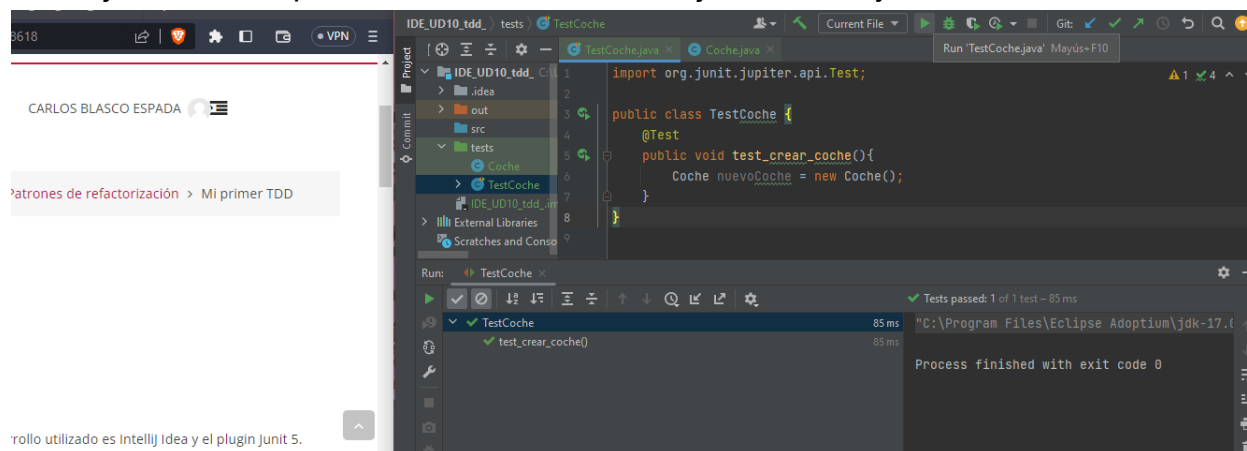 8618
VPN
CARLOS BLASCO ESPADA
Patrones de refactorización > Mi primer TDD
rrollo utilizado es IntelliJ Idea y el plugin Junit 5.
IDE_UD10_tdd_ > tests > TestCoche
Current File
Git:
Run 'TestCoche.java' Mayús+F10
Project
Commit
TestCoche.java
Coche.java
IDE_UD10_tdd_ C:\
.idea
out
src
tests
Coche
TestCoche
IDE_UD10_tdd_.im
External Libraries
Scratches and Conso
1 import org.junit.jupiter.api.Test;
2
3 public class TestCoche {
4 @Test
5 public void test_crear_coche(){
6 Coche nuevoCoche = new Coche();
7 }
8 }
9
1 4
Run: TestCoche
Tests passed: 1 of 1 test – 85 ms
TestCoche 85 ms
test_crear_coche() 85 ms
"C:\Program Files\Eclipse Adoptium\jdk-17.0
Process finished with exit code 0